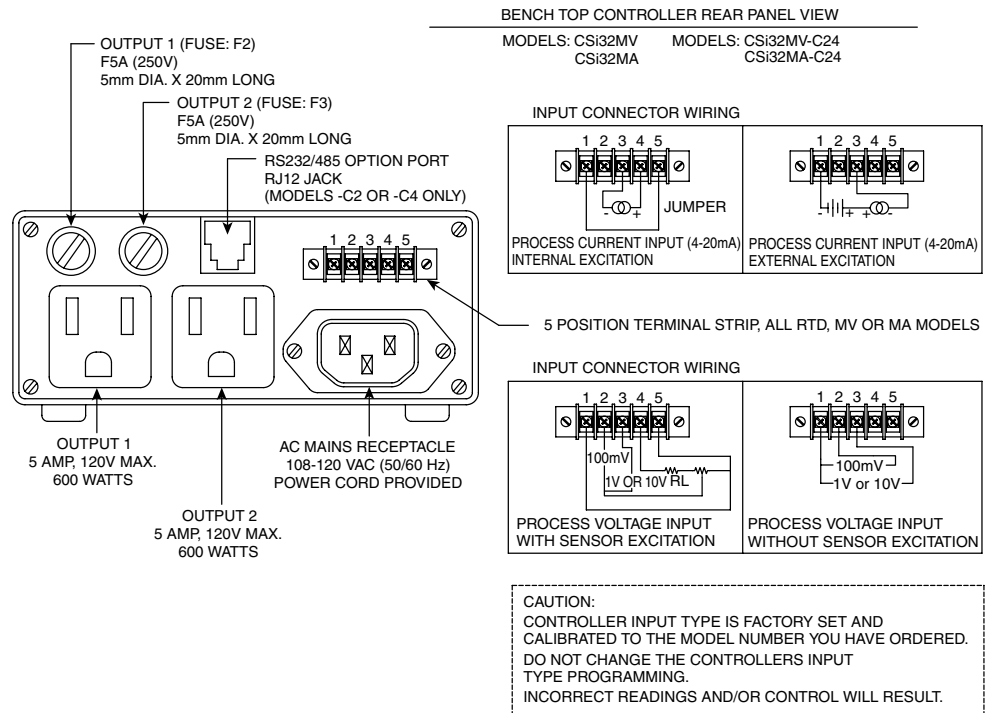 BENCH TOP CONTROLLER REAR PANEL VIEW
MODELS: CSi32MV
CSi32MA
MODELS: CSi32MV-C24
CSi32MA-C24
OUTPUT 1 (FUSE: F2)
F5A (250V)
5mm DIA. X 20mm LONG
OUTPUT 2 (FUSE: F3)
F5A (250V)
5mm DIA. X 20mm LONG
RS232/485 OPTION PORT
RJ12 JACK
(MODELS -C2 OR -C4 ONLY)
1 2 3 4 5
OUTPUT 1
5 AMP, 120V MAX.
600 WATTS
OUTPUT 2
5 AMP, 120V MAX.
600 WATTS
AC MAINS RECEPTACLE
108-120 VAC (50/60 Hz)
POWER CORD PROVIDED
INPUT CONNECTOR WIRING
1 2 3 4 5
- +
JUMPER
PROCESS CURRENT INPUT (4-20mA)
INTERNAL EXCITATION
1 2 3 4 5
- + + -
PROCESS CURRENT INPUT (4-20mA)
EXTERNAL EXCITATION
5 POSITION TERMINAL STRIP, ALL RTD, MV OR MA MODELS
INPUT CONNECTOR WIRING
1 2 3 4 5
100mV
1V OR 10V RL
PROCESS VOLTAGE INPUT
WITH SENSOR EXCITATION
1 2 3 4 5
100mV
1V or 10V
PROCESS VOLTAGE INPUT
WITHOUT SENSOR EXCITATION
CAUTION:
CONTROLLER INPUT TYPE IS FACTORY SET AND
CALIBRATED TO THE MODEL NUMBER YOU HAVE ORDERED.
DO NOT CHANGE THE CONTROLLERS INPUT
TYPE PROGRAMMING.
INCORRECT READINGS AND/OR CONTROL WILL RESULT.